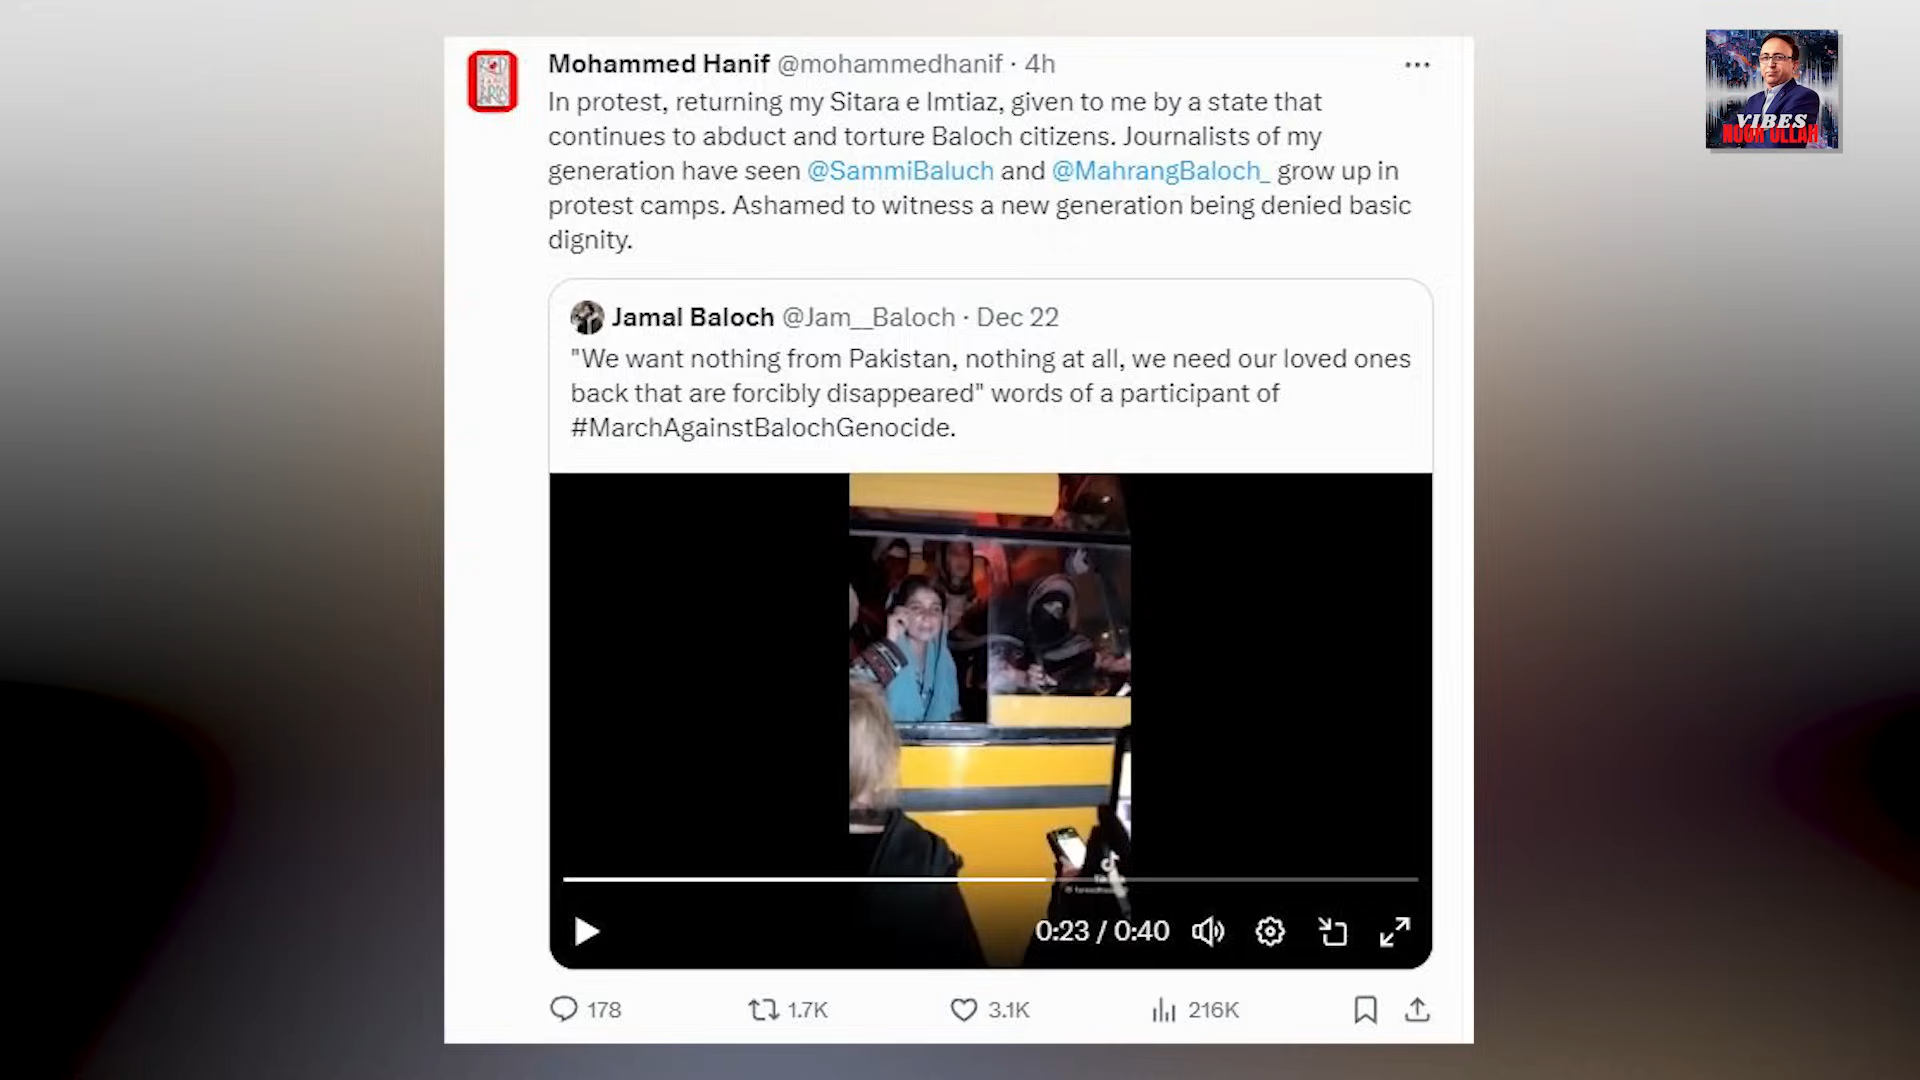 Mohammed Hanif @mohammedhanif · 4h
In protest, returning my Sitara e Imtiaz, given to me by a state that
continues to abduct and torture Baloch citizens. Journalists of my
generation have seen @SammiBaluch and @MahrangBaloch_ grow up in
protest camps. Ashamed to witness a new generation being denied basic
dignity.
Jamal Baloch @Jam__Baloch · Dec 22
"We want nothing from Pakistan, nothing at all, we need our loved ones
back that are forcibly disappeared" words of a participant of
#MarchAgainstBalochGenocide.
0:23 / 0:40
178 1.7K 3.1K 216K
VIBES
NOOR ULLAH